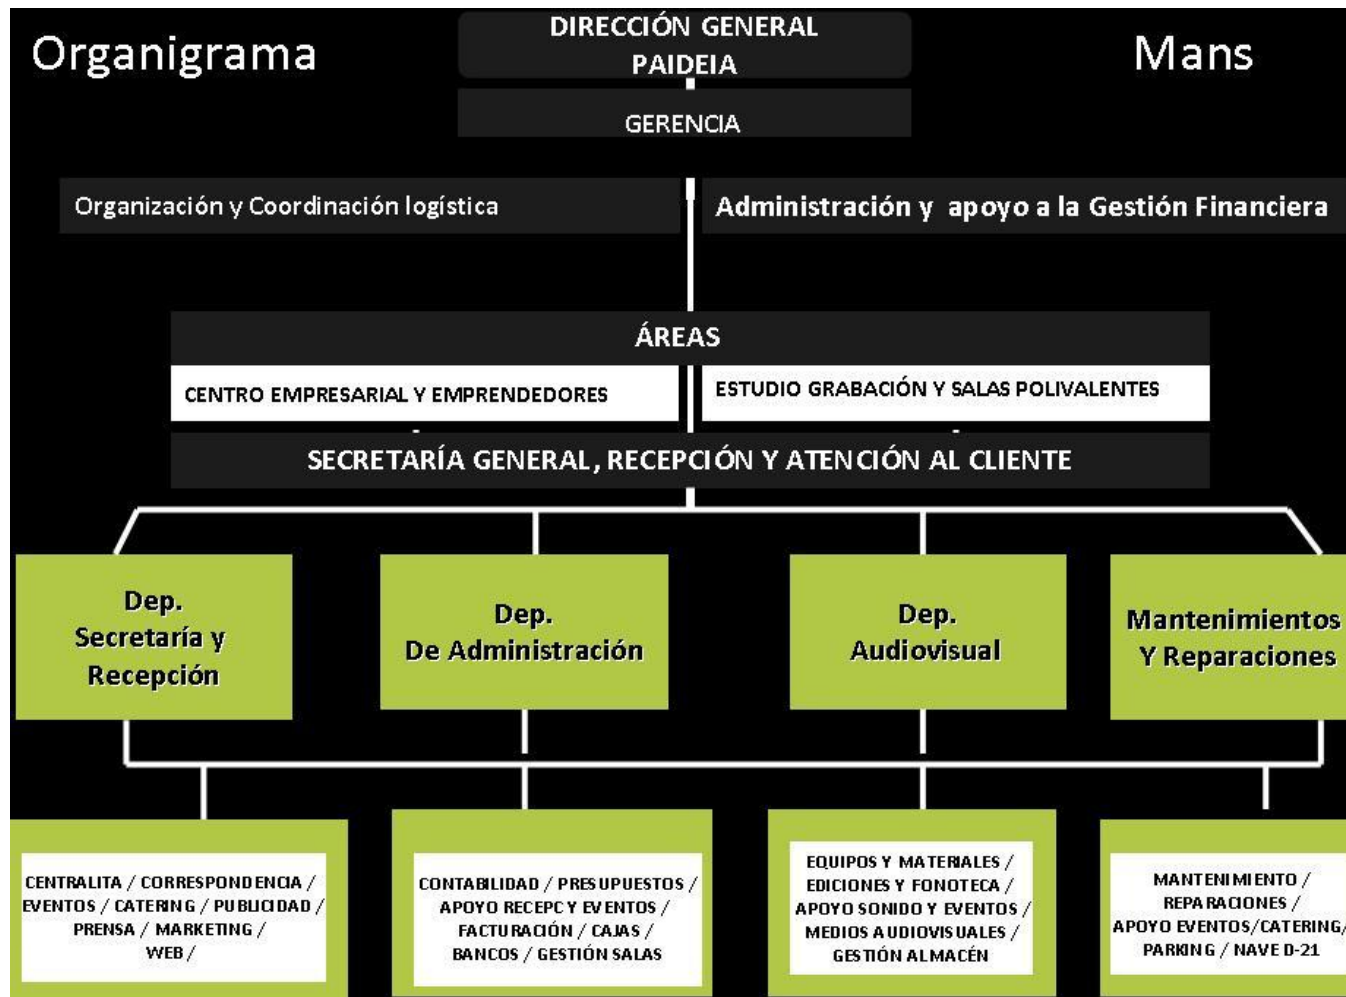 Organigrama
DIRECCIÓN GENERAL
PAIDEIA
Mans
GERENCIA
Organización y Coordinación logística
Administración y apoyo a la Gestión Financiera
ÁREAS
CENTRO EMPRESARIAL Y EMPRENDEDORES
ESTUDIO GRABACIÓN Y SALAS POLIVALENTES
SECRETARÍA GENERAL, RECEPCIÓN Y ATENCIÓN AL CLIENTE
Dep.
Secretaría y
Recepción
Dep.
De Administración
Dep.
Audiovisual
Mantenimientos
Y Reparaciones
CENTRALITA / CORRESPONDENCIA /
EVENTOS / CATERING / PUBLICIDAD /
PRENSA / MARKETING /
WEB /
CONTABILIDAD / PRESUPUESTOS /
APOYO RECEPC Y EVENTOS /
FACTURACIÓN / CAJAS /
BANCOS / GESTIÓN SALAS
EQUIPOS Y MATERIALES /
EDICIONES Y FONOTECA /
APOYO SONIDO Y EVENTOS /
MEDIOS AUDIOVISUALES /
GESTIÓN ALMACÉN
MANTENIMIENTO /
REPARACIONES /
APOYO EVENTOS/CATERING/
PARKING / NAVE D-21